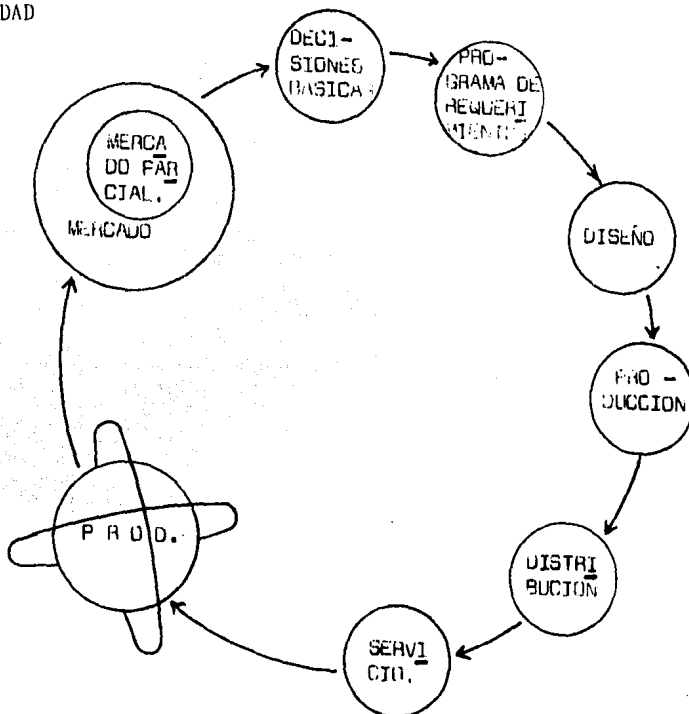 DAD
DECI-
SIONES
BASICAS
PRO-
GRAMA DE
REQUERI
MIENTOS
MERCA
DO PAR
CIAL.
MERCADO
DISEÑO
PRO -
DUCCION
DISTRI
BUCION
SERVI
CIO.
P R O D.